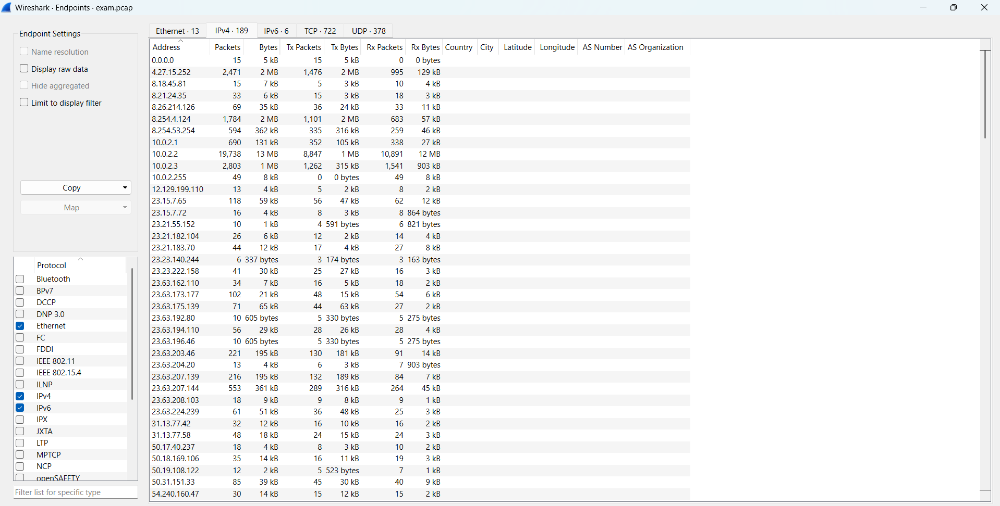 Wireshark · Endpoints · exam.pcap
Endpoint Settings
Name resolution
Display raw data
Hide aggregated
Limit to display filter
Copy
Map
Protocol
Bluetooth
BPv7
DCCP
DNP 3.0
Ethernet
FC
FDDI
IEEE 802.11
IEEE 802.15.4
ILNP
IPv4
IPv6
IPX
JXTA
LTP
MPTCP
NCP
openSAFETY
Filter list for specific type
Ethernet · 13 IPv4 · 189 IPv6 · 6 TCP · 722 UDP · 378
Address Packets Bytes Tx Packets Tx Bytes Rx Packets Rx Bytes Country City Latitude Longitude AS Number AS Organization
0.0.0.0 15 5 kB 15 5 kB 0 0 bytes
4.27.15.252 2,471 2 MB 1,476 2 MB 995 129 kB
8.18.45.81 15 7 kB 5 3 kB 10 4 kB
8.21.24.35 33 6 kB 15 3 kB 18 3 kB
8.26.214.126 69 35 kB 36 24 kB 33 11 kB
8.254.4.124 1,784 2 MB 1,101 2 MB 683 57 kB
8.254.53.254 594 362 kB 335 316 kB 259 46 kB
10.0.2.1 690 131 kB 352 105 kB 338 27 kB
10.0.2.2 19,738 13 MB 8,847 1 MB 10,891 12 MB
10.0.2.3 2,803 1 MB 1,262 315 kB 1,541 903 kB
10.0.2.255 49 8 kB 0 0 bytes 49 8 kB
12.129.199.110 13 4 kB 5 2 kB 8 2 kB
23.15.7.65 118 59 kB 56 47 kB 62 12 kB
23.15.7.72 16 4 kB 8 3 kB 8 864 bytes
23.21.55.152 10 1 kB 4 591 bytes 6 821 bytes
23.21.182.104 26 6 kB 12 2 kB 14 4 kB
23.21.183.70 44 12 kB 17 4 kB 27 8 kB
23.23.140.244 6 337 bytes 3 174 bytes 3 163 bytes
23.23.222.158 41 30 kB 25 27 kB 16 3 kB
23.63.162.110 34 7 kB 16 5 kB 18 2 kB
23.63.173.177 102 21 kB 48 15 kB 54 6 kB
23.63.175.139 71 65 kB 44 63 kB 27 2 kB
23.63.192.80 10 605 bytes 5 330 bytes 5 275 bytes
23.63.194.110 56 29 kB 28 26 kB 28 4 kB
23.63.196.46 10 605 bytes 5 330 bytes 5 275 bytes
23.63.203.46 221 195 kB 130 181 kB 91 14 kB
23.63.204.20 13 4 kB 6 3 kB 7 903 bytes
23.63.207.139 216 195 kB 132 189 kB 84 7 kB
23.63.207.144 553 361 kB 289 316 kB 264 45 kB
23.63.208.103 18 9 kB 9 8 kB 9 1 kB
23.63.224.239 61 51 kB 36 48 kB 25 3 kB
31.13.77.42 32 12 kB 16 10 kB 16 2 kB
31.13.77.58 48 18 kB 24 15 kB 24 3 kB
50.17.40.237 18 4 kB 8 3 kB 10 2 kB
50.18.169.106 35 14 kB 16 11 kB 19 3 kB
50.19.108.122 12 2 kB 5 523 bytes 7 1 kB
50.31.151.33 85 39 kB 45 30 kB 40 9 kB
54.240.160.47 30 14 kB 15 12 kB 15 2 kB